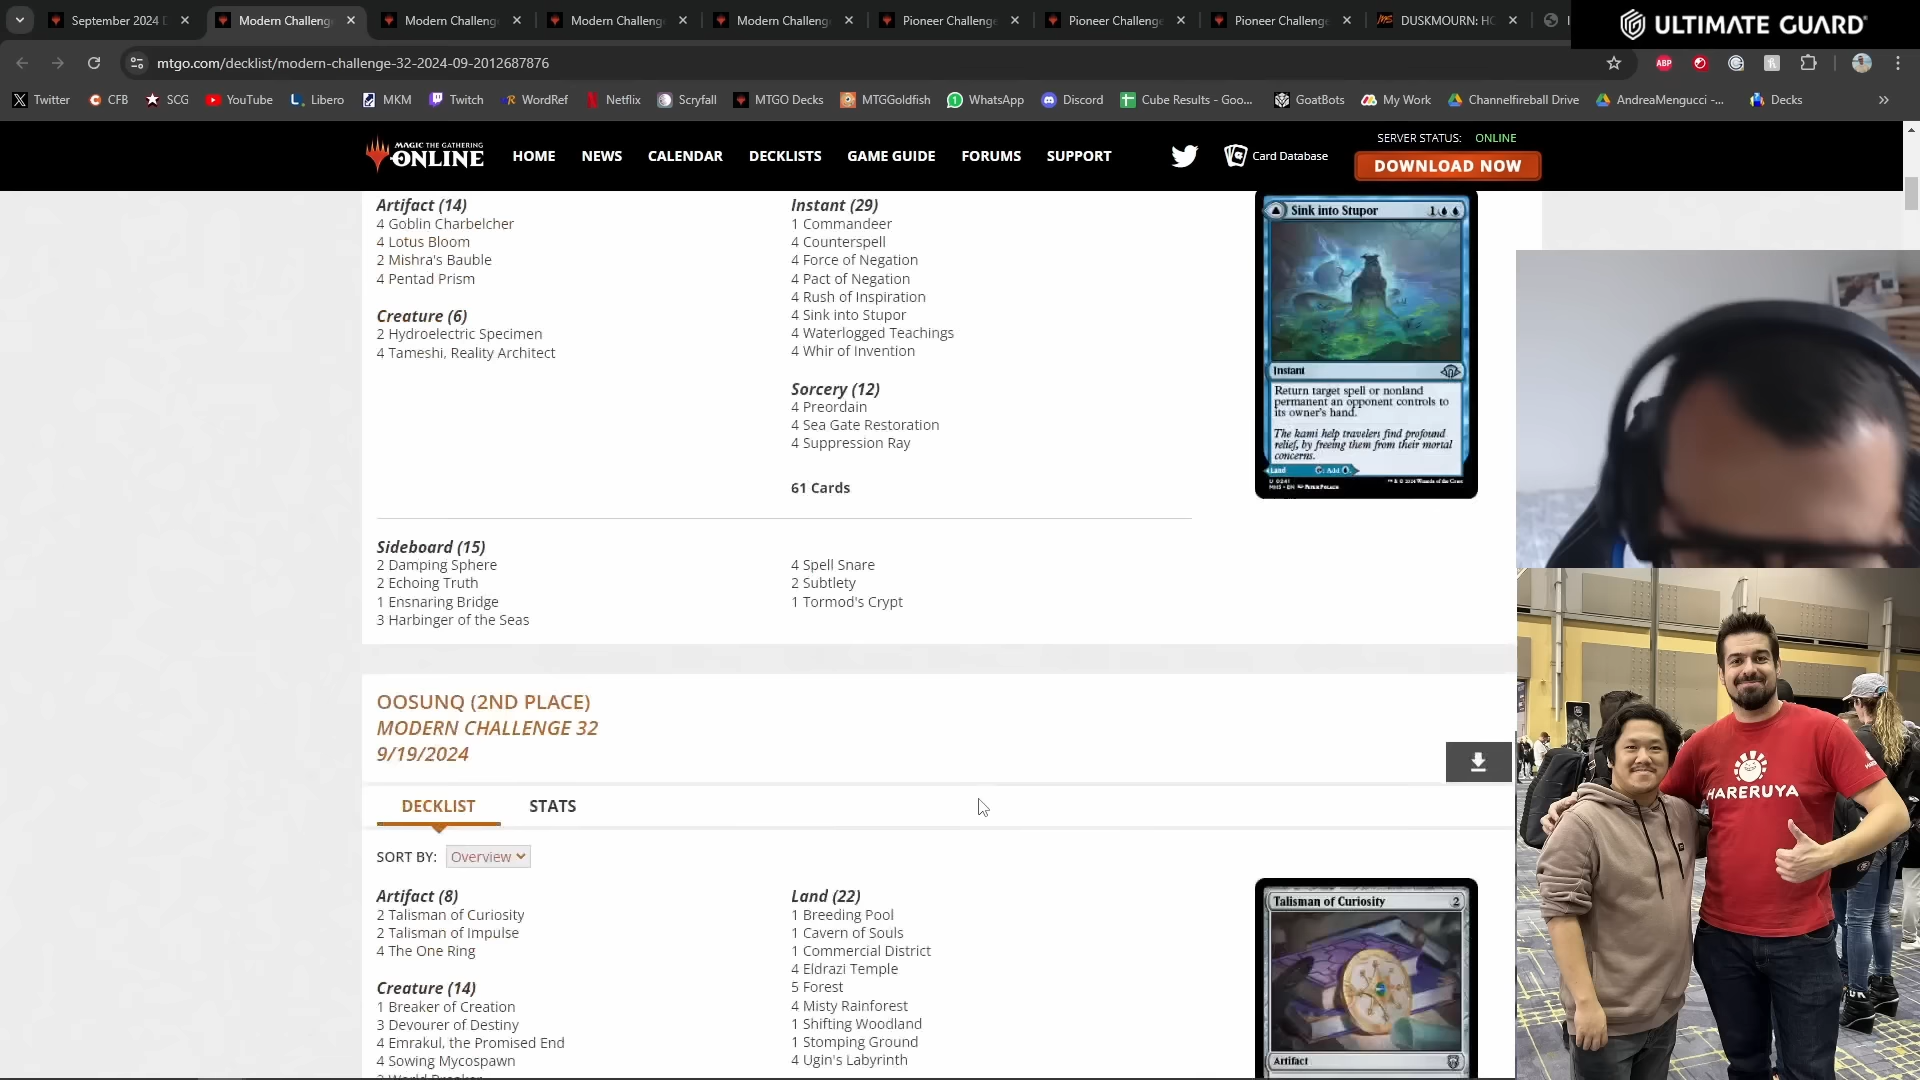 September 2024 D
Modern Challenge
Modern Challenge
Modern Challenge
Modern Challenge
Pioneer Challenge
Pioneer Challenge
Pioneer Challenge
DUSKMOURN: HO
ULTIMATE GUARD
mtgo.com/decklist/modern-challenge-32-2024-09-2012687876
ABP
Twitter CFB SCG YouTube Libero MKM Twitch WordRef Netflix Scryfall MTGO Decks MTGGoldfish WhatsApp Discord Cube Results - Goo... GoatBots My Work Channelfireball Drive AndreaMengucci -... Decks
MAGIC THE GATHERING
ONLINE
HOME NEWS CALENDAR DECKLISTS GAME GUIDE FORUMS SUPPORT
Card Database
SERVER STATUS: ONLINE
DOWNLOAD NOW
Artifact (14)
4 Goblin Charbelcher
4 Lotus Bloom
2 Mishra's Bauble
4 Pentad Prism
Creature (6)
2 Hydroelectric Specimen
4 Tameshi, Reality Architect
Instant (29)
1 Commandeer
4 Counterspell
4 Force of Negation
4 Pact of Negation
4 Rush of Inspiration
4 Sink into Stupor
4 Waterlogged Teachings
4 Whir of Invention
Sorcery (12)
4 Preordain
4 Sea Gate Restoration
4 Suppression Ray
61 Cards
Sink into Stupor 1
Instant
Return target spell or nonland
permanent an opponent controls to
its owner's hand.
The kami help travelers find profound
relief, by freeing them from their mortal
concerns.
Land
Add
U 0241
Sideboard (15)
2 Damping Sphere
2 Echoing Truth
1 Ensnaring Bridge
3 Harbinger of the Seas
4 Spell Snare
2 Subtlety
1 Tormod's Crypt
OOSUNQ (2ND PLACE)
MODERN CHALLENGE 32
9/19/2024
DECKLIST STATS
SORT BY: Overview
Artifact (8)
2 Talisman of Curiosity
2 Talisman of Impulse
4 The One Ring
Creature (14)
1 Breaker of Creation
3 Devourer of Destiny
4 Emrakul, the Promised End
4 Sowing Mycospawn
Land (22)
1 Breeding Pool
1 Cavern of Souls
1 Commercial District
4 Eldrazi Temple
5 Forest
4 Misty Rainforest
1 Shifting Woodland
1 Stomping Ground
4 Ugin's Labyrinth
Talisman of Curiosity 2
Artifact
HARERUYA